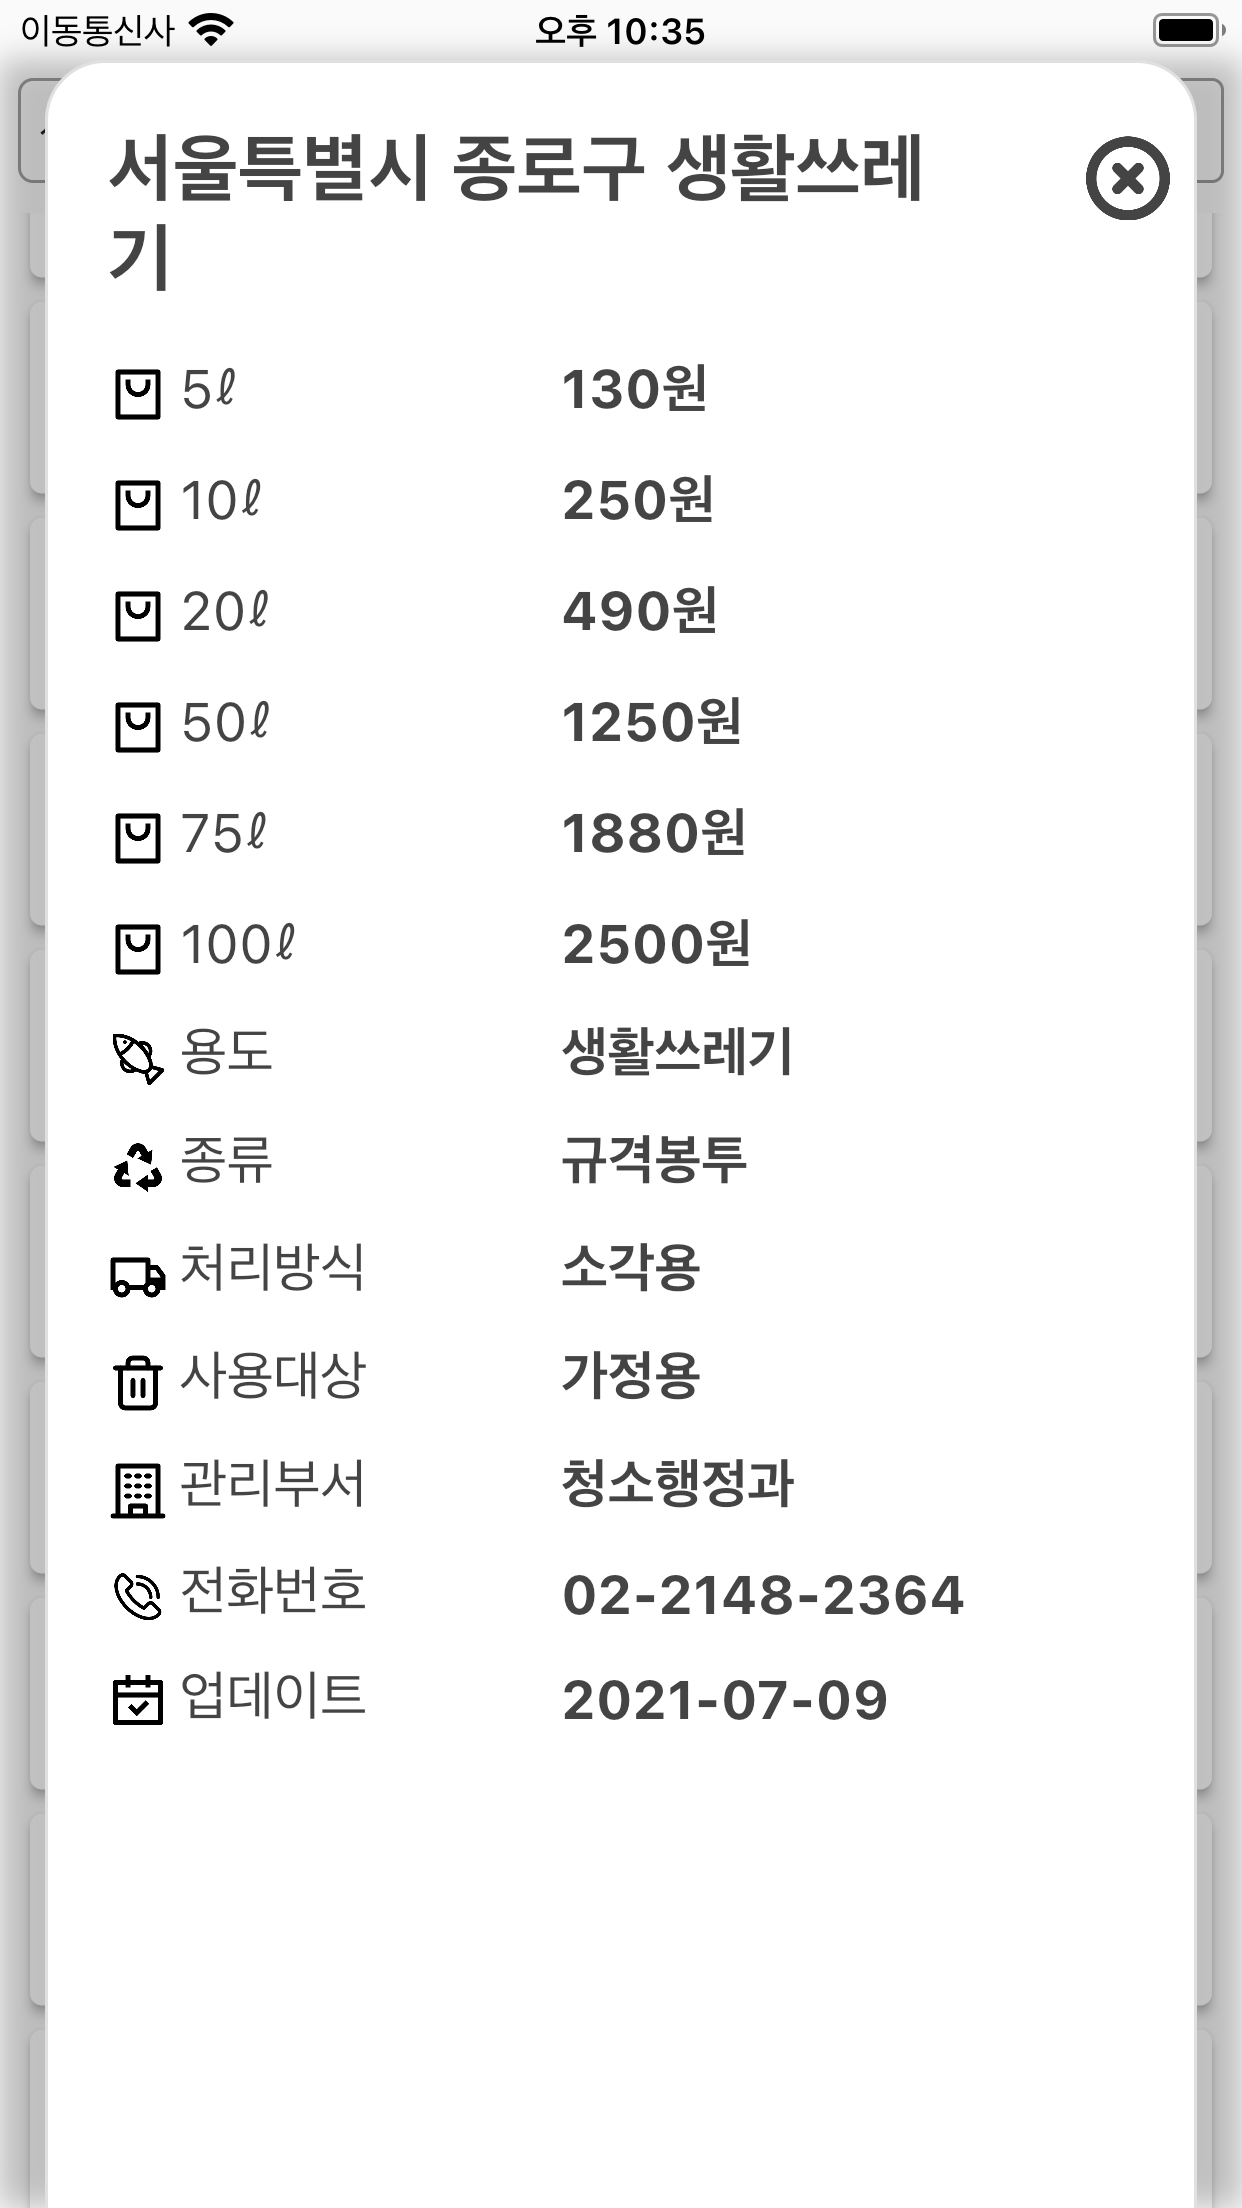 이동통신사 오후 10:35
서울특별시 종로구 생활쓰레
기
5ℓ 130원
10ℓ 250원
20ℓ 490원
50ℓ 1250원
75ℓ 1880원
100ℓ 2500원
용도 생활쓰레기
종류 규격봉투
처리방식 소각용
사용대상 가정용
관리부서 청소행정과
전화번호 02-2148-2364
업데이트 2021-07-09